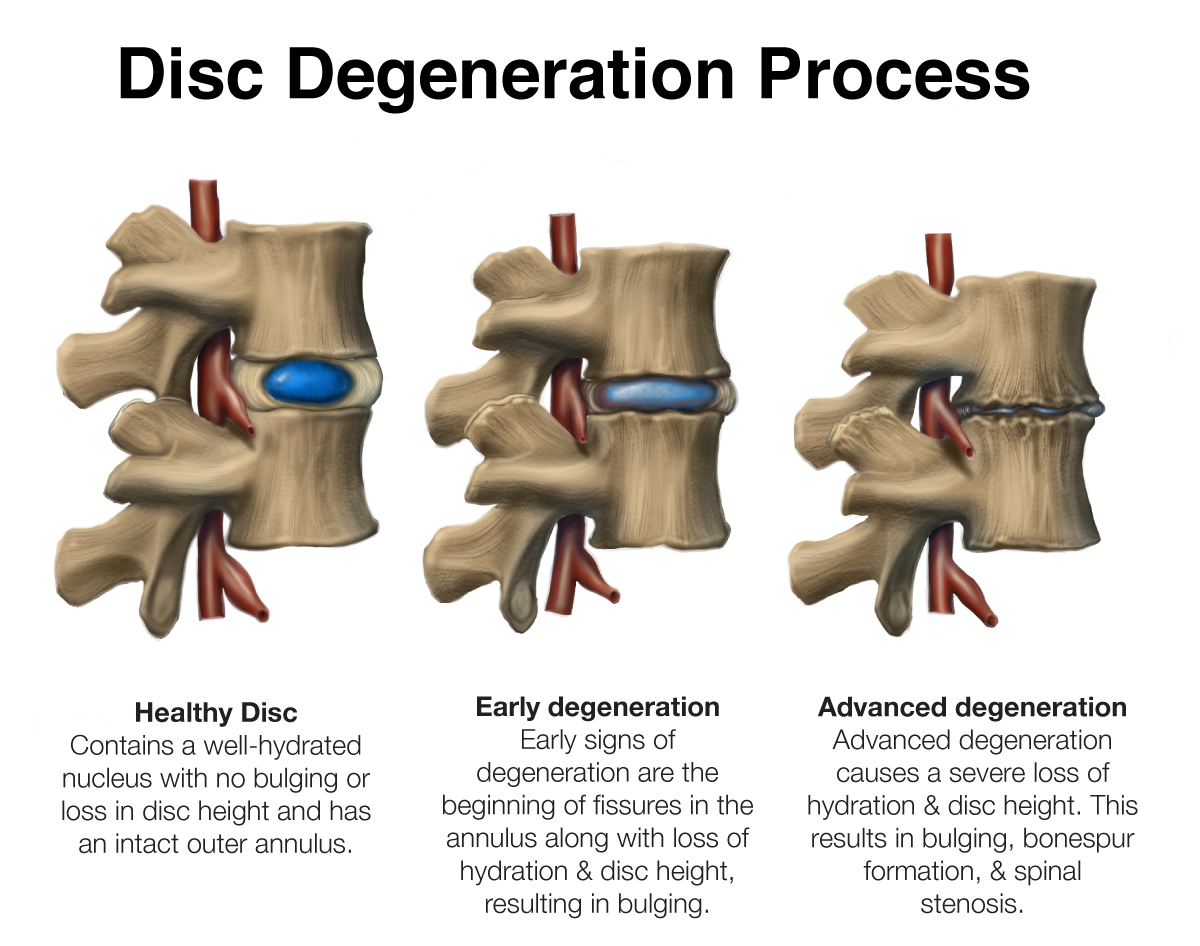 Disc Degeneration Process
Healthy Disc
Contains a well-hydrated
nucleus with no bulging or
loss in disc height and has
an intact outer annulus.
Early degeneration
Early signs of
degeneration are the
beginning of fissures in the
annulus along with loss of
hydration & disc height,
resulting in bulging.
Advanced degeneration
Advanced degeneration
causes a severe loss of
hydration & disc height. This
results in bulging, bonespur
formation, & spinal
stenosis.